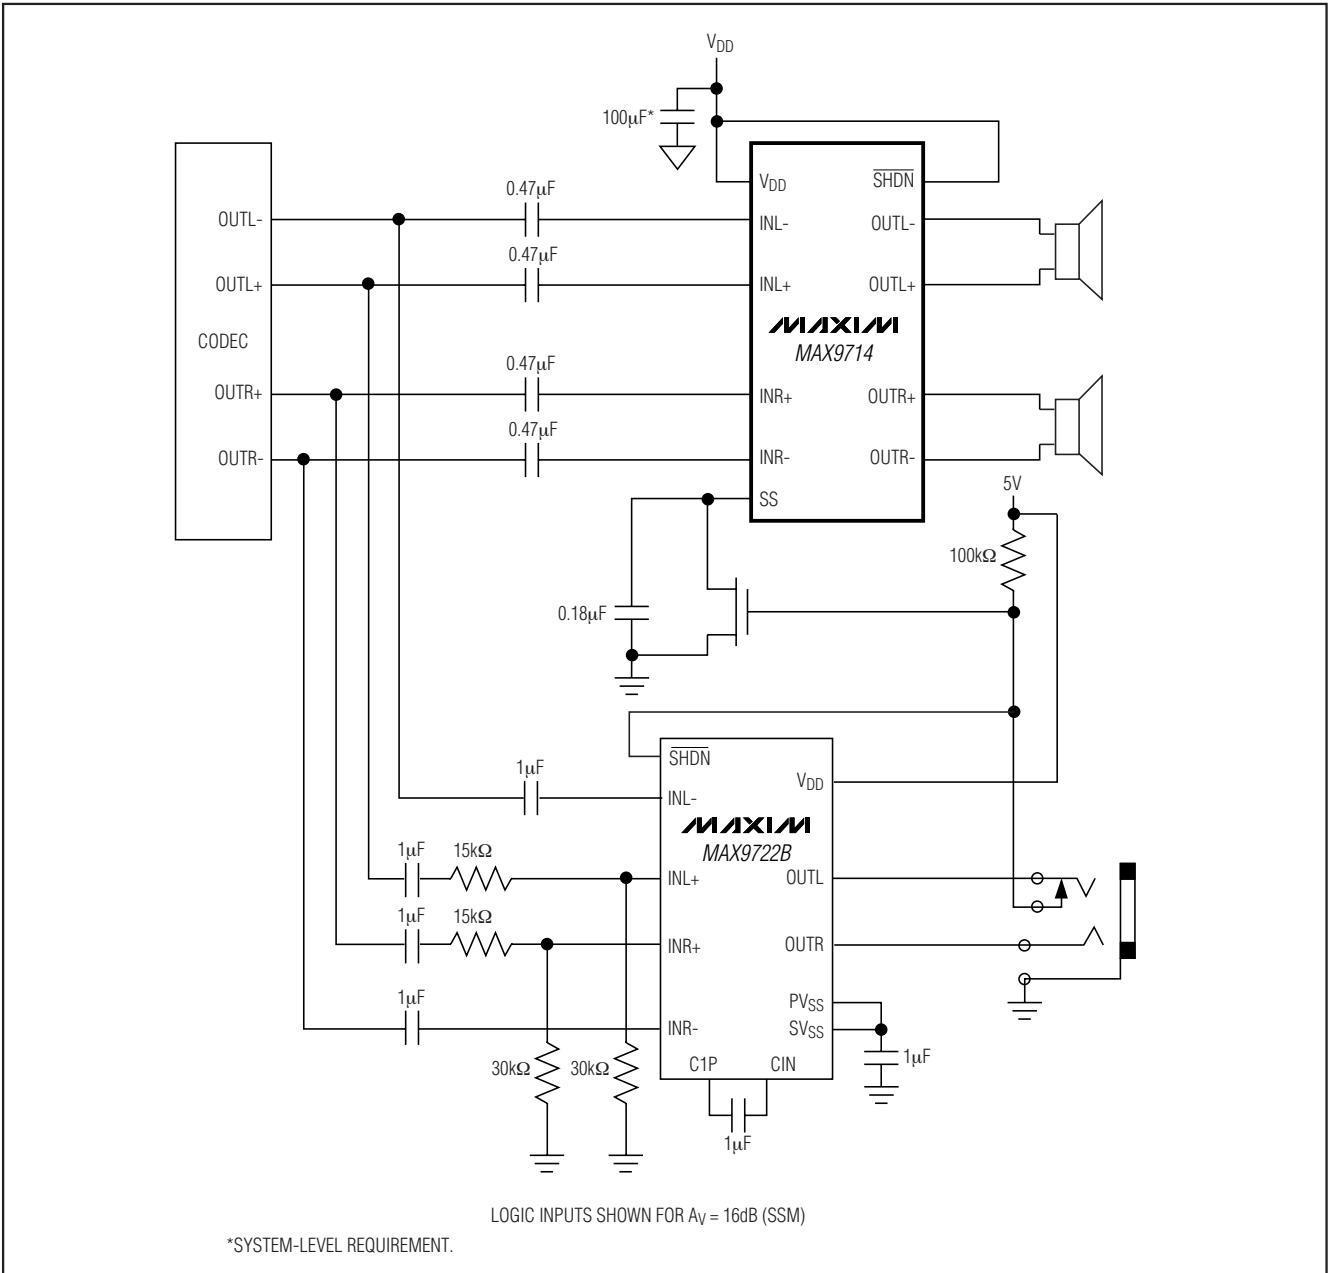 VDD
100µF*
VDD
SHDN
0.47µF
OUTL-
INL-
OUTL-
0.47µF
OUTL+
INL+
OUTL+
MAXIM
CODEC
MAX9714
0.47µF
OUTR+
INR+
OUTR+
0.47µF
OUTR-
INR-
OUTR-
5V
SS
100kΩ
0.18µF
SHDN
1µF
VDD
INL-
MAXIM
1µF
15kΩ
MAX9722B
INL+
OUTL
1µF
15kΩ
INR+
OUTR
1µF
PVSS
INR-
SVSS
1µF
30kΩ
30kΩ
C1P
CIN
1µF
LOGIC INPUTS SHOWN FOR AV = 16dB (SSM)
*SYSTEM-LEVEL REQUIREMENT.